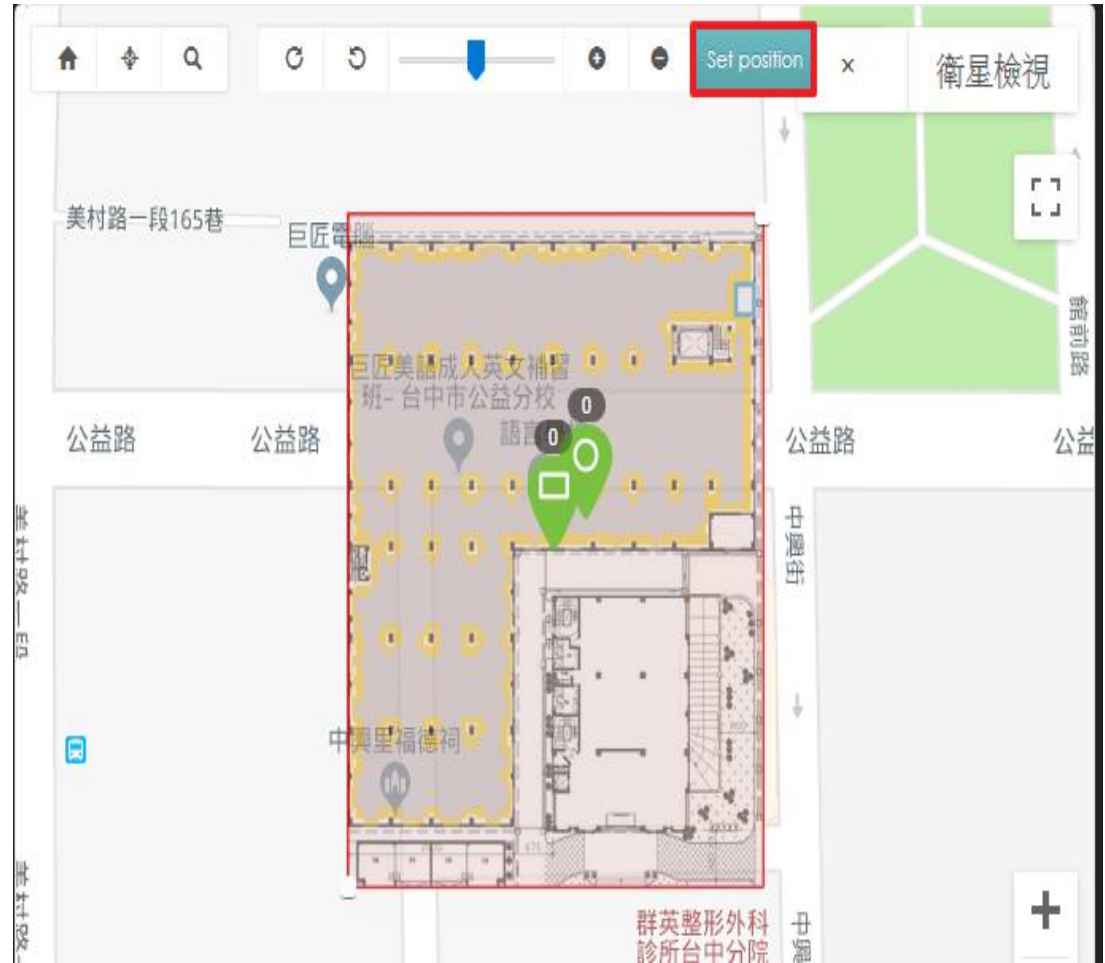 Set position
×
衛星檢視
美村路一段165巷
巨匠電腦
館前路
巨匠美語成人英文補習
班- 台中市公益分校
語言
0
0
公益路
公益路
公益路
公益
中興街
美村路一段
中興里福德祠
美村路
群英整形外科
診所台中分院
中興